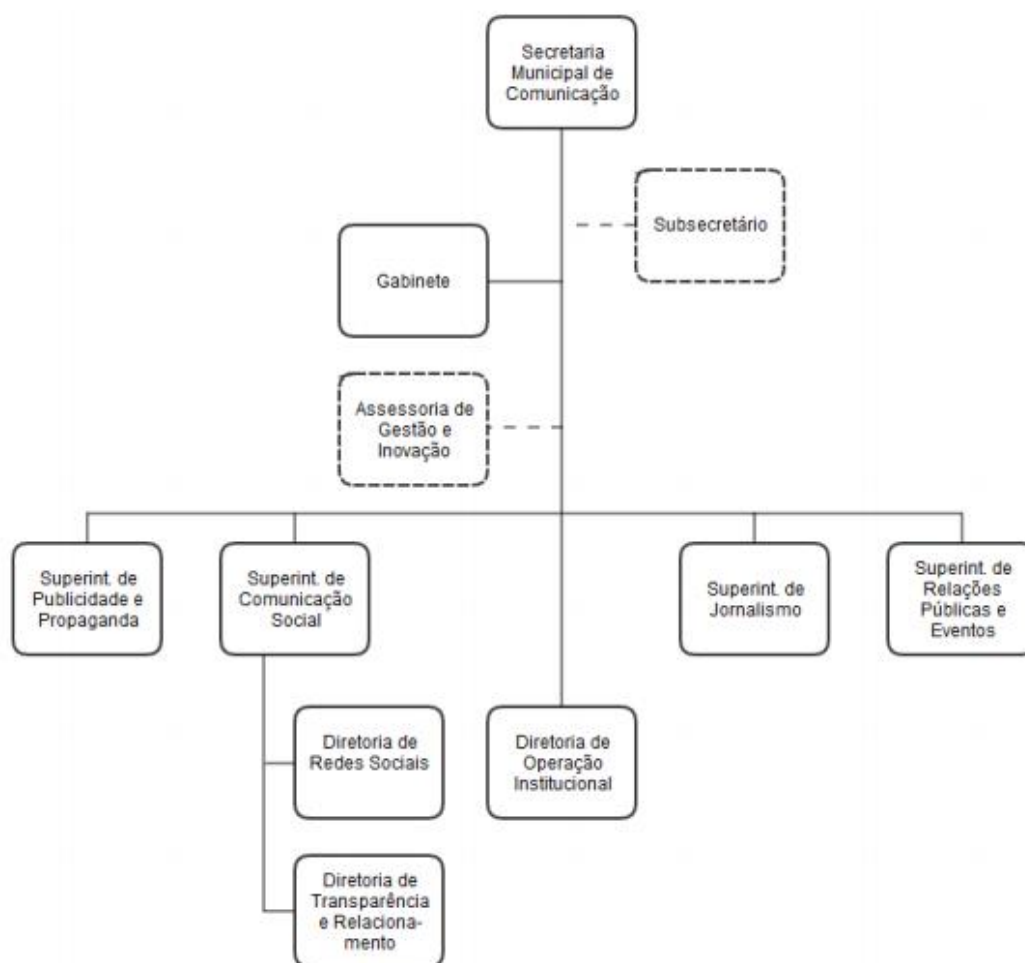 Secretaria
Municipal de
Comunicação
Subsecretário
Gabinete
Assessoria de
Gestão e
Inovação
Superint. de
Publicidade e
Propaganda
Superint. de
Comunicação
Social
Superint. de
Jornalismo
Superint. de
Relações
Públicas e
Eventos
Diretoria de
Redes Sociais
Diretoria de
Operação
Institucional
Diretoria de
Transparência
e Relaciona-
mento